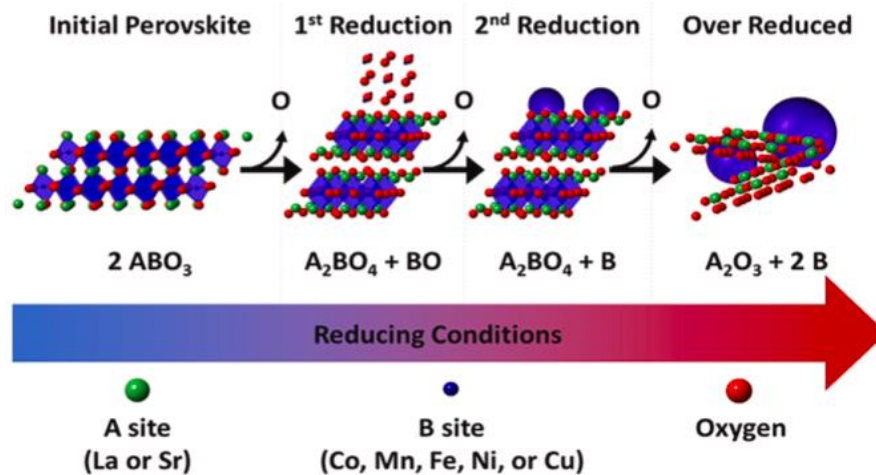 Initial Perovskite
1st Reduction
2nd Reduction
Over Reduced
O
O
O
2 ABO₃
A₂BO₄ + BO
A₂BO₄ + B
A₂O₃ + 2 B
Reducing Conditions
A site
(La or Sr)
B site
(Co, Mn, Fe, Ni, or Cu)
Oxygen